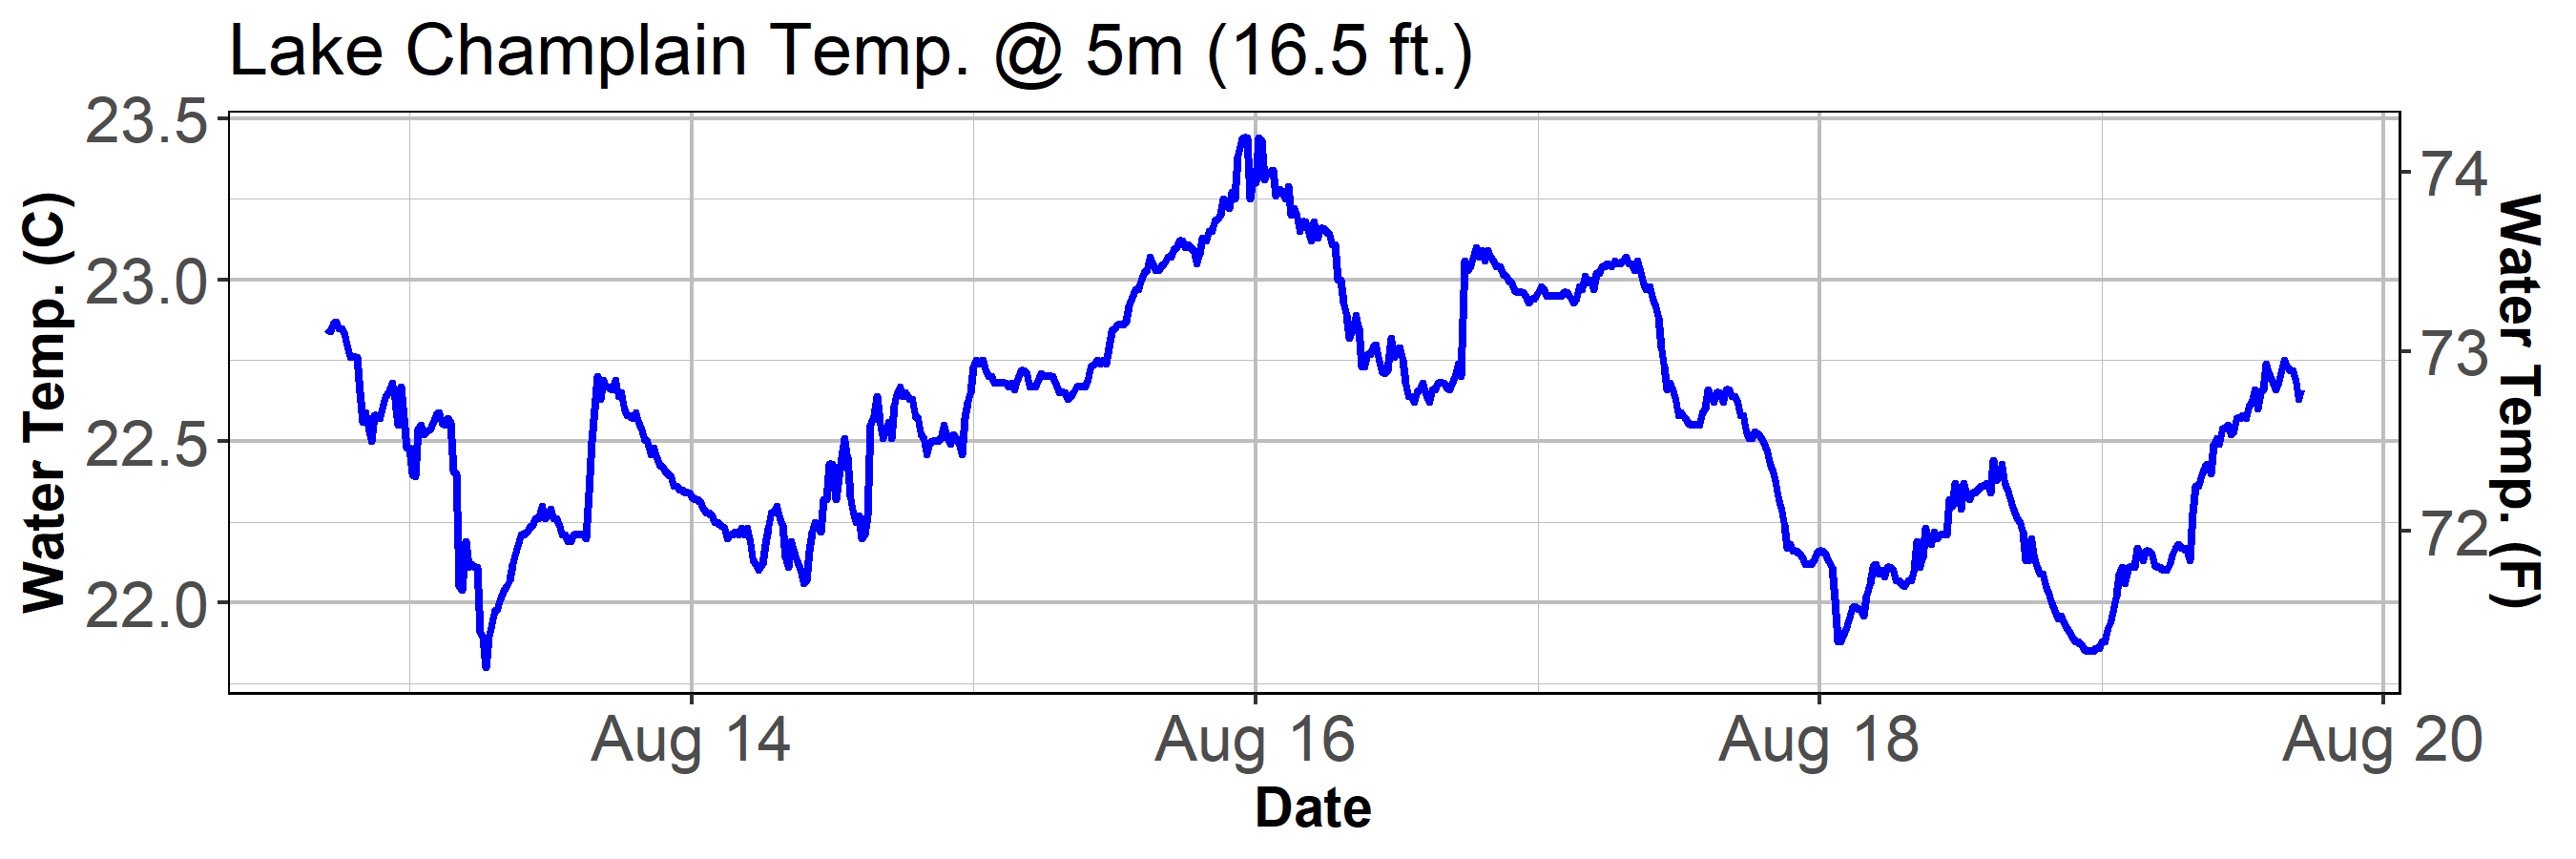 Lake Champlain Temp. @ 5m (16.5 ft.)
Water Temp. (C)
23.5
23.0
22.5
22.0
74
73
72
Water Temp. (F)
Aug 14
Aug 16
Aug 18
Aug 20
Date